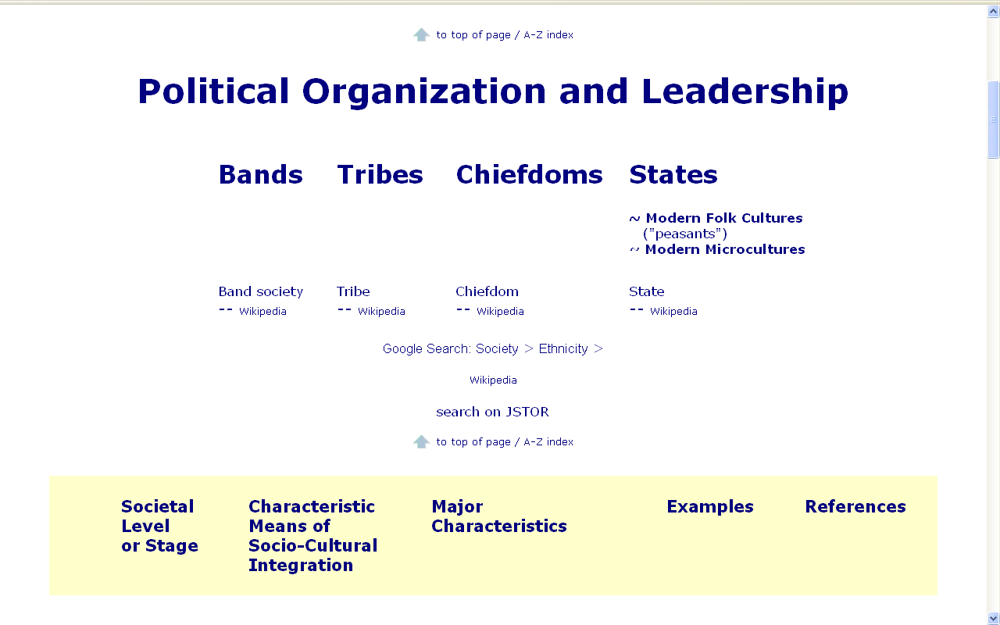 to top of page / A-Z index
Political Organization and Leadership
Bands Tribes Chiefdoms States
~ Modern Folk Cultures
("peasants")
~ Modern Microcultures
Band society Tribe Chiefdom State
-- Wikipedia -- Wikipedia -- Wikipedia -- Wikipedia
Google Search: Society > Ethnicity >
Wikipedia
search on JSTOR
to top of page / A-Z index
Societal Characteristic Major Examples References
Level Means of Characteristics
or Stage Socio-Cultural
Integration